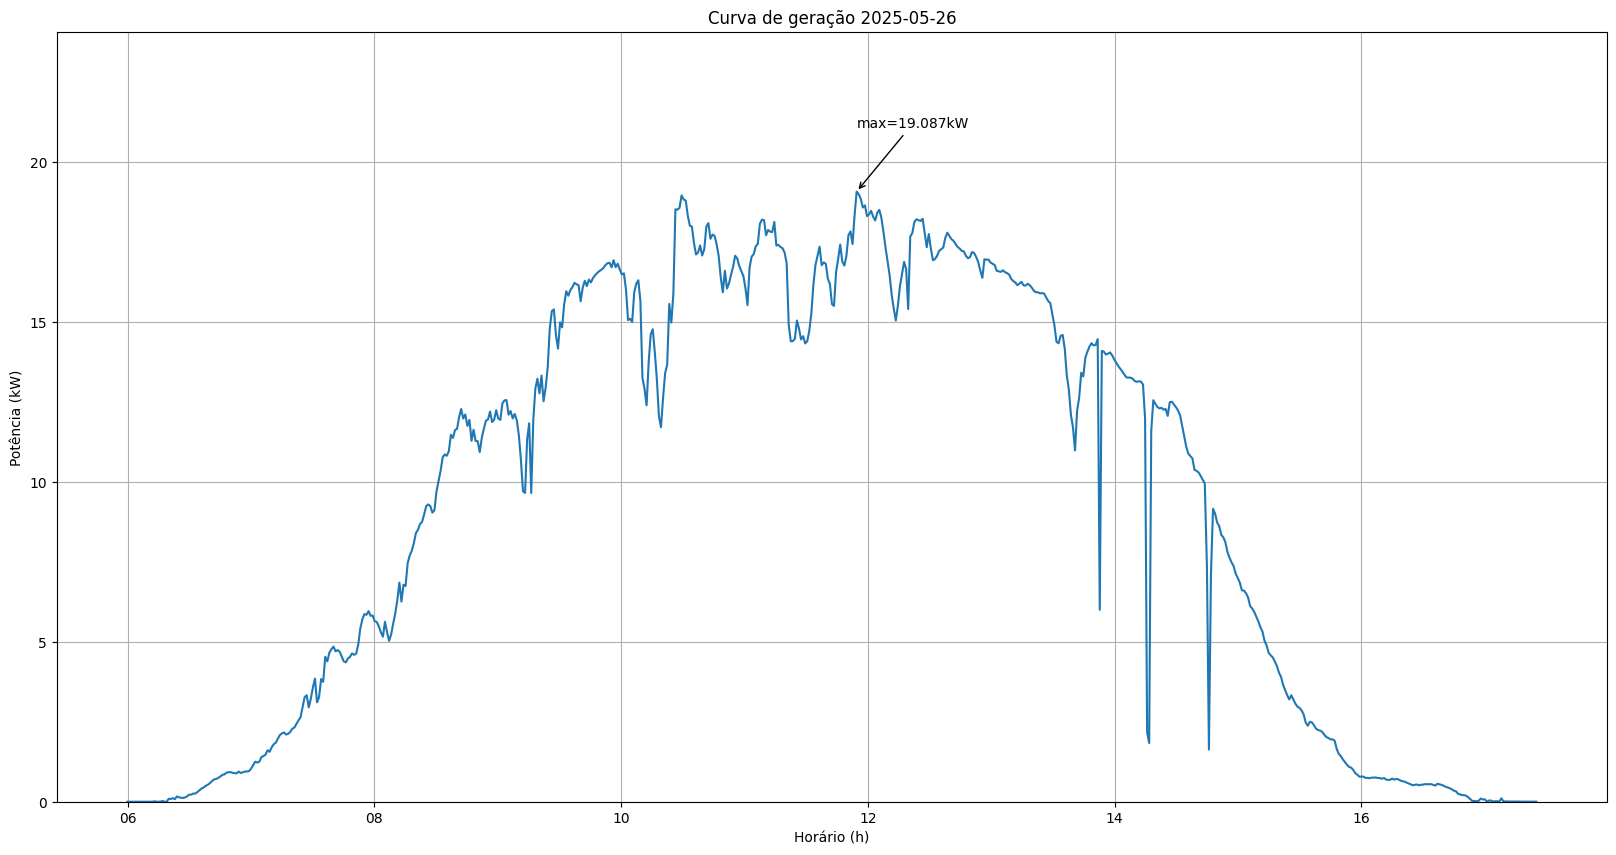 Curva de geração 2025-05-26
max=19.087kW
Potência (kW)
20
15
10
5
0
06 08 10 12 14 16
Horário (h)